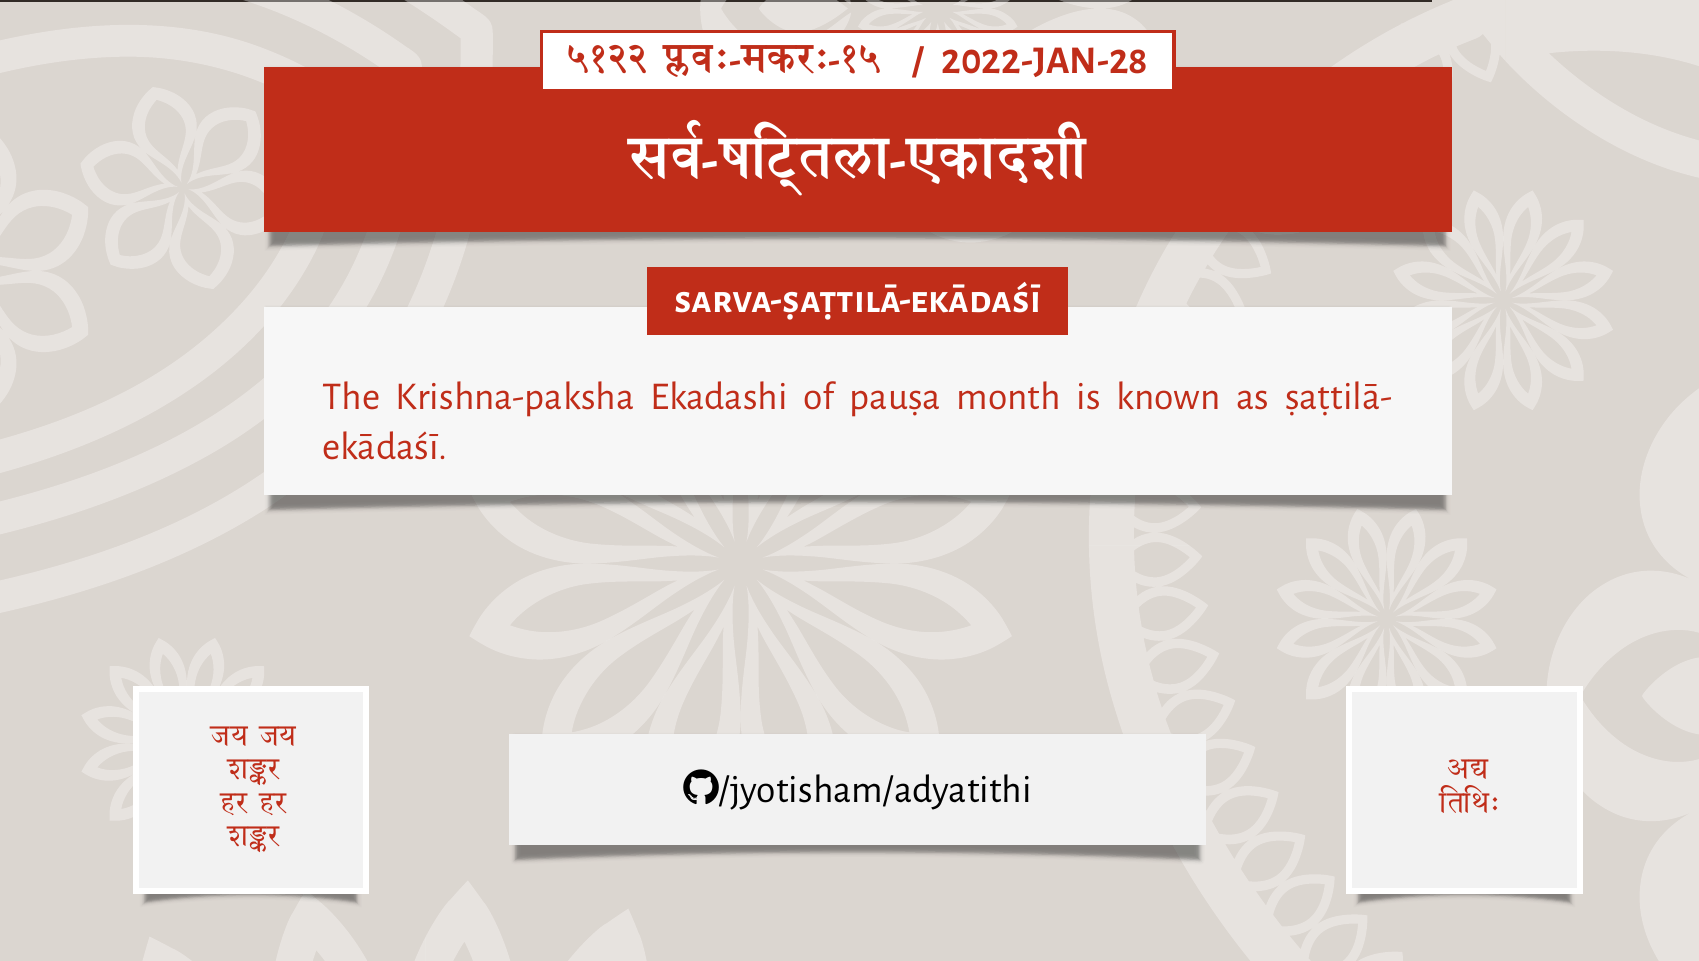 ५१२२ प्लवः-मकरः-१५ / 2022-JAN-28
सर्व-षट्तिला-एकादशी
SARVA-ṢAṬTILĀ-EKĀDAŚĪ
The Krishna-paksha Ekadashi of pauṣa month is known as ṣaṭtilā-
ekādaśī.
जय जय
शङ्कर
हर हर
शङ्कर
/jyotisham/adyatithi
अद्य
तिथिः